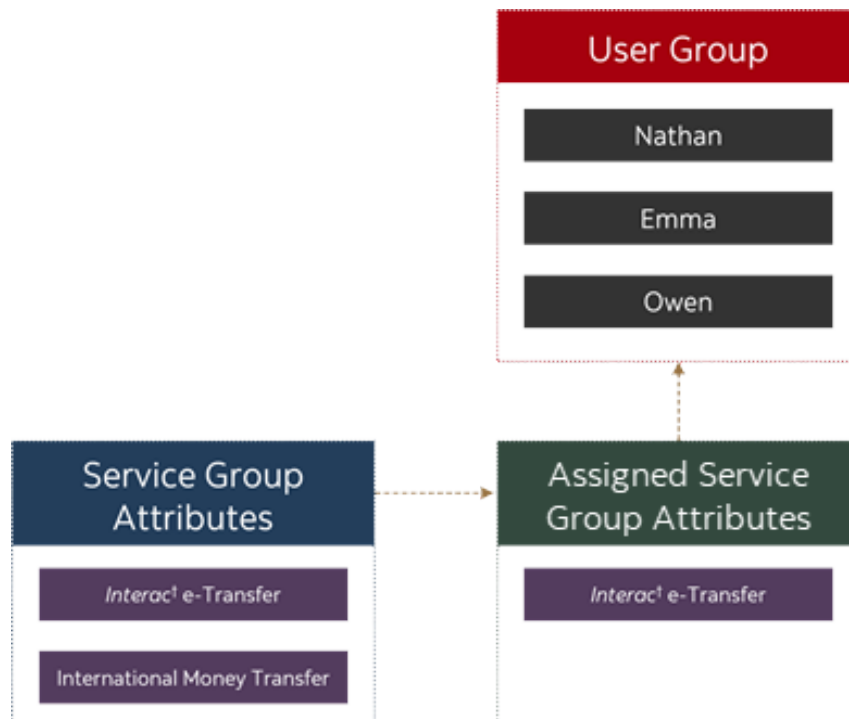 User Group
Nathan
Emma
Owen
Service Group
Attributes
Interac† e-Transfer
International Money Transfer
Assigned Service
Group Attributes
Interac† e-Transfer